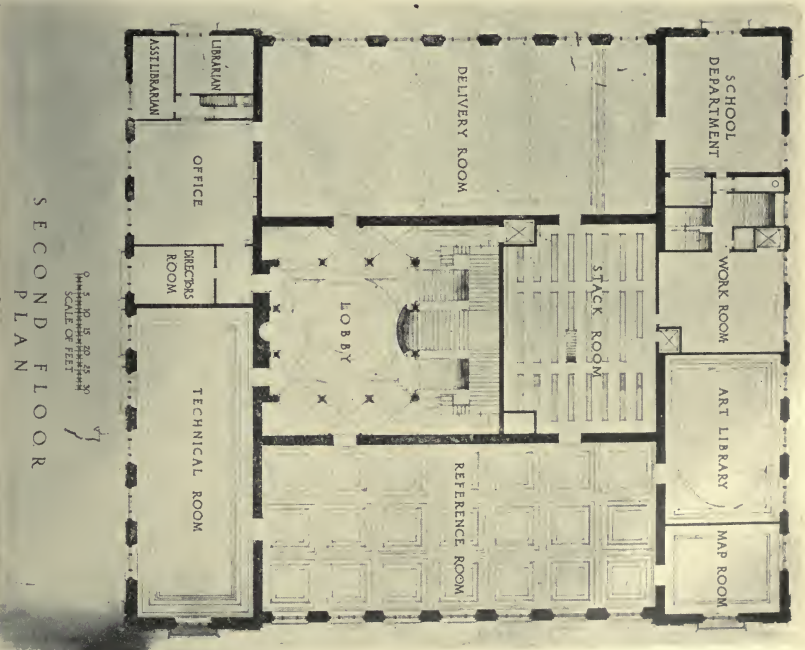 ASST LIBRARIAN
LIBRARIAN
OFFICE
DIRECTORS
ROOM
TECHNICAL ROOM
DELIVERY ROOM
LOBBY
STACK ROOM
REFERENCE ROOM
SCHOOL
DEPARTMENT
WORK ROOM
ART LIBRARY
MAP ROOM
0 5 10 15 20 25 30
SCALE OF FEET
SECOND FLOOR
PLAN